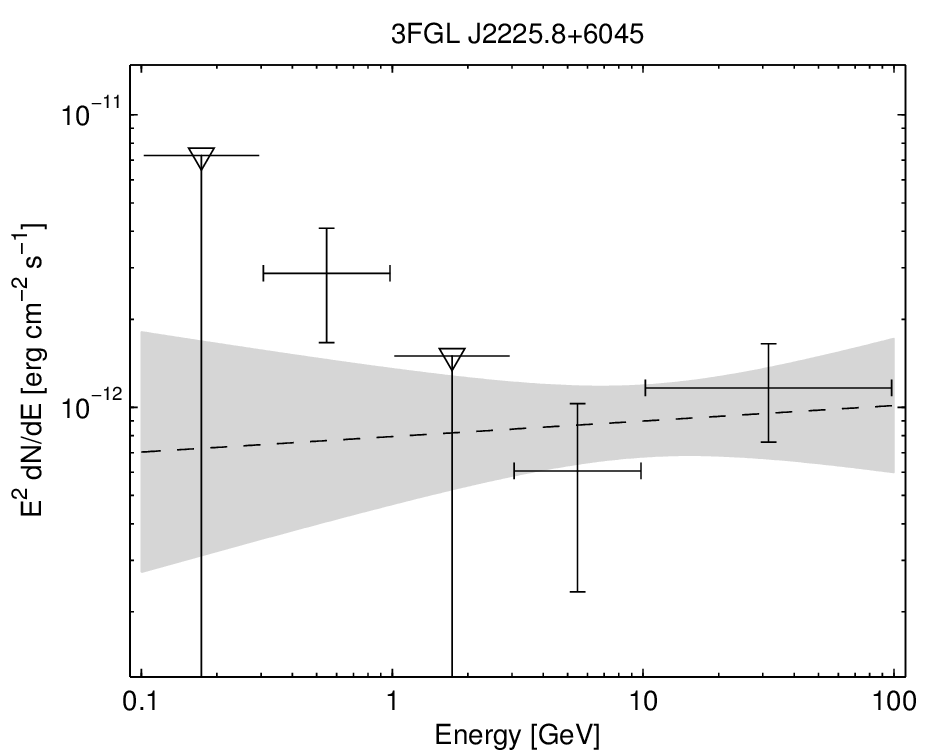 3FGL J2225.8+6045
10⁻¹¹
10⁻¹²
E² dN/dE [erg cm⁻² s⁻¹]
0.1 1 10 100
Energy [GeV]